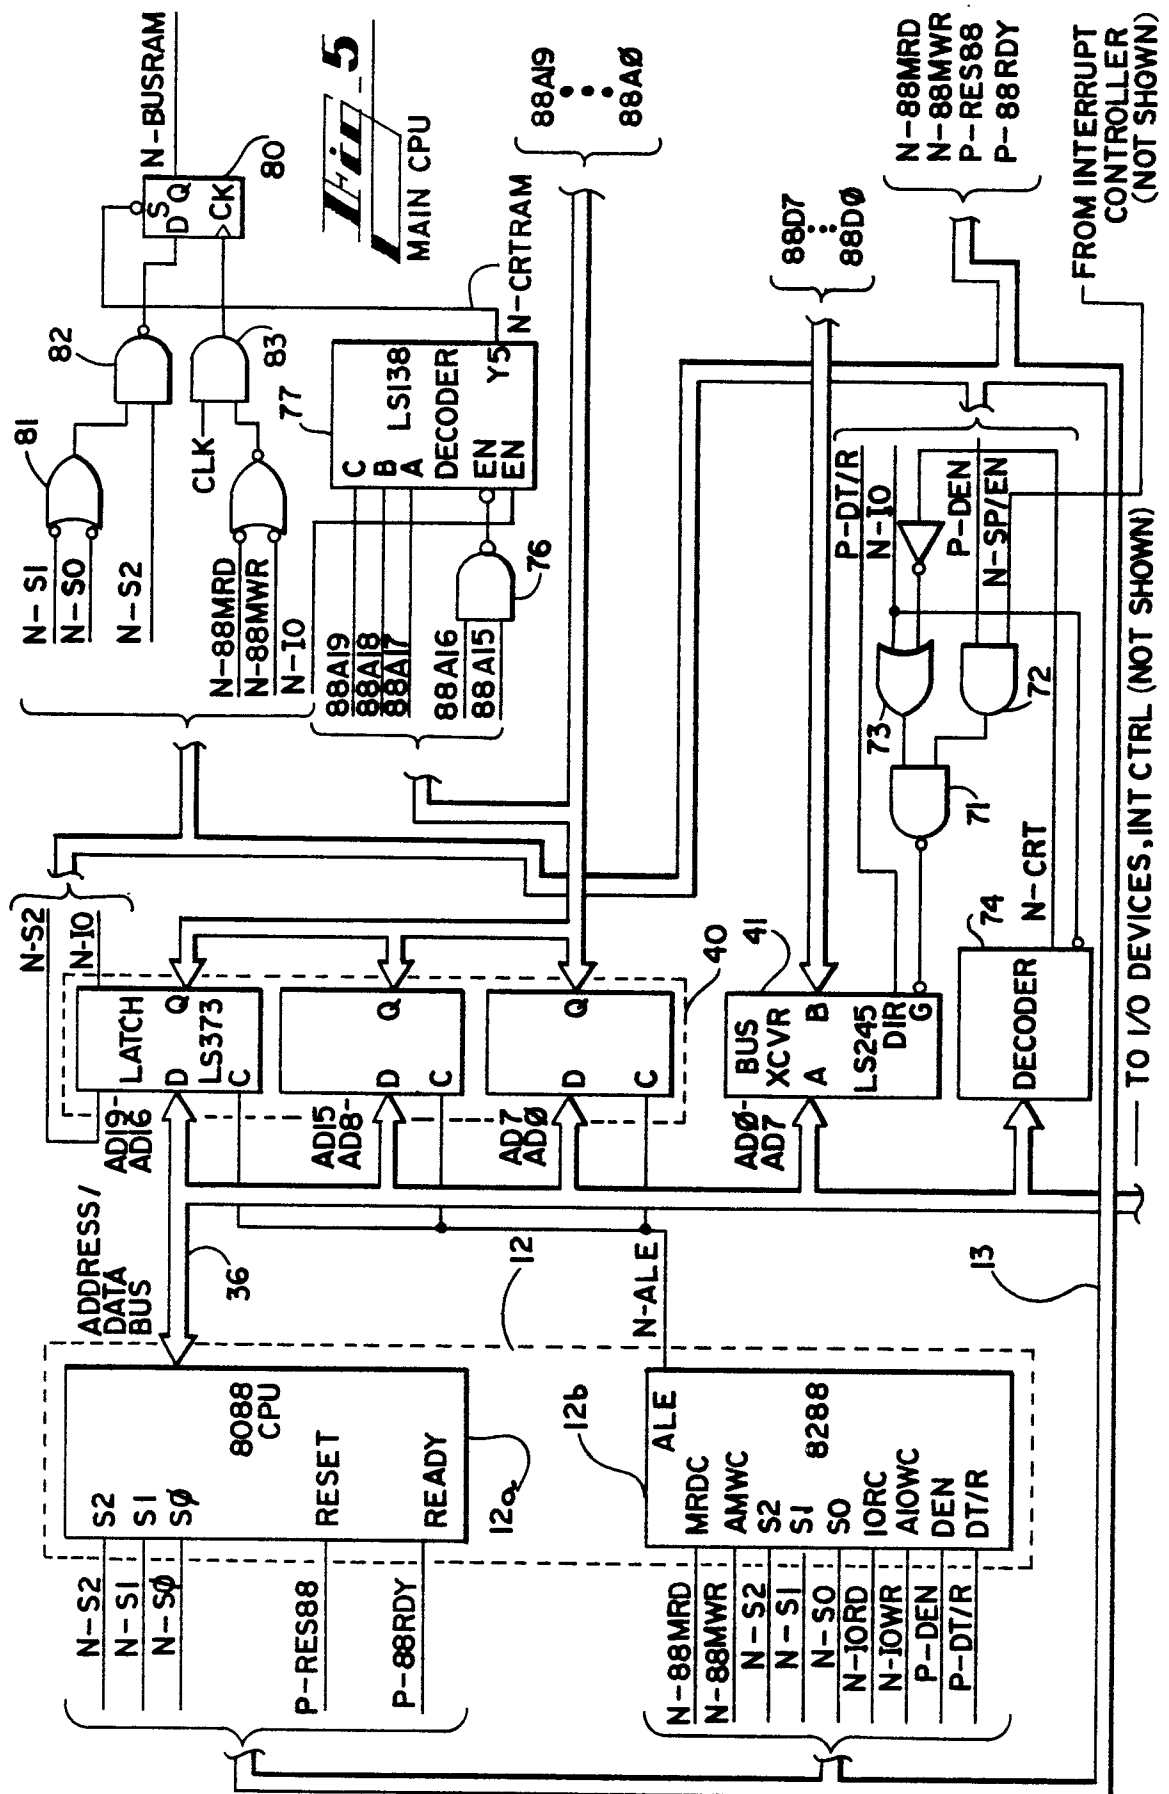 Fig. 5
MAIN CPU
N-S2
N-S1
N-SØ
P-RES88
P-88RDY
S2
S1
SØ
8088
CPU
RESET
READY
12a
12
12b
N-88MRD
N-88MWR
N-S2
N-S1
N-SO
N-IORD
N-IOWR
P-DEN
P-DT/R
ALE
MRDC
AMWC
S2
S1
SO
IORC
AIOWC
DEN
DT/R
8288
N-ALE
13
ADDRESS/
DATA
BUS
36
N-S2
N-IO
AD19-
AD16
LATCH
D Q
LS373
C
AD15
AD8-
D Q
C
AD7
ADØ
D Q
C
40
41
ADØ-
AD7
BUS
XCVR
A B
LS245
DIR
G
74
DECODER
N-CRT
TO I/O DEVICES, INT CTRL (NOT SHOWN)
N-S1
N-SO
N-S2
81
82
N-88MRD
N-88MWR
N-IO
CLK
83
S
D Q
CK
80
N-BUSRAM
88A19
88A18
88A17
88A16
88A15
76
77
C
B
A
LS138
DECODER
EN
EN
Y5
N-CRTRAM
88A19
88AØ
88D7
88DØ
71
73
72
P-DT/R
N-IO
P-DEN
N-SP/EN
N-88MRD
N-88MWR
P-RES88
P-88RDY
FROM INTERRUPT
CONTROLLER
(NOT SHOWN)